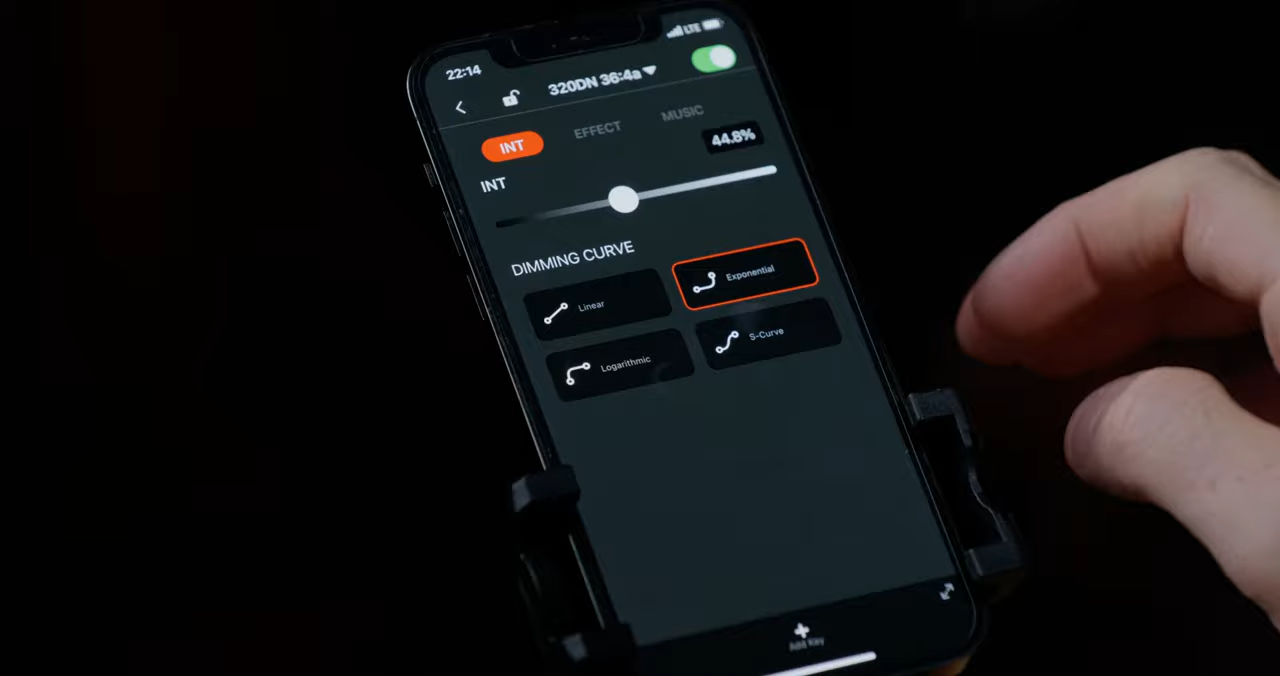 22:14
LTE
320DN 36:4a
INT
EFFECT
MUSIC
44.8%
INT
DIMMING CURVE
Linear
Exponential
Logarithmic
S-Curve
Add Key